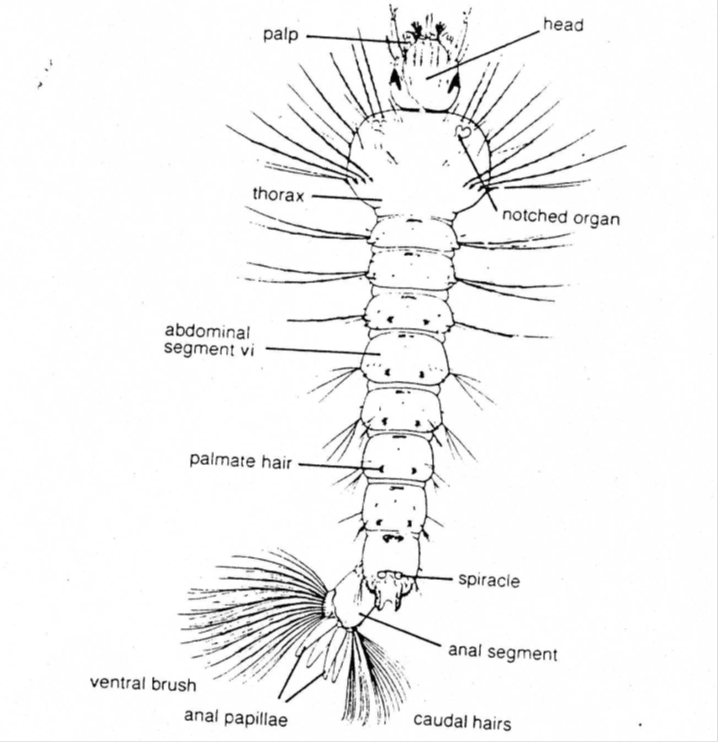 palp
head
thorax
notched organ
abdominal
segment vi
palmate hair
spiracle
anal segment
ventral brush
anal papillae
caudal hairs